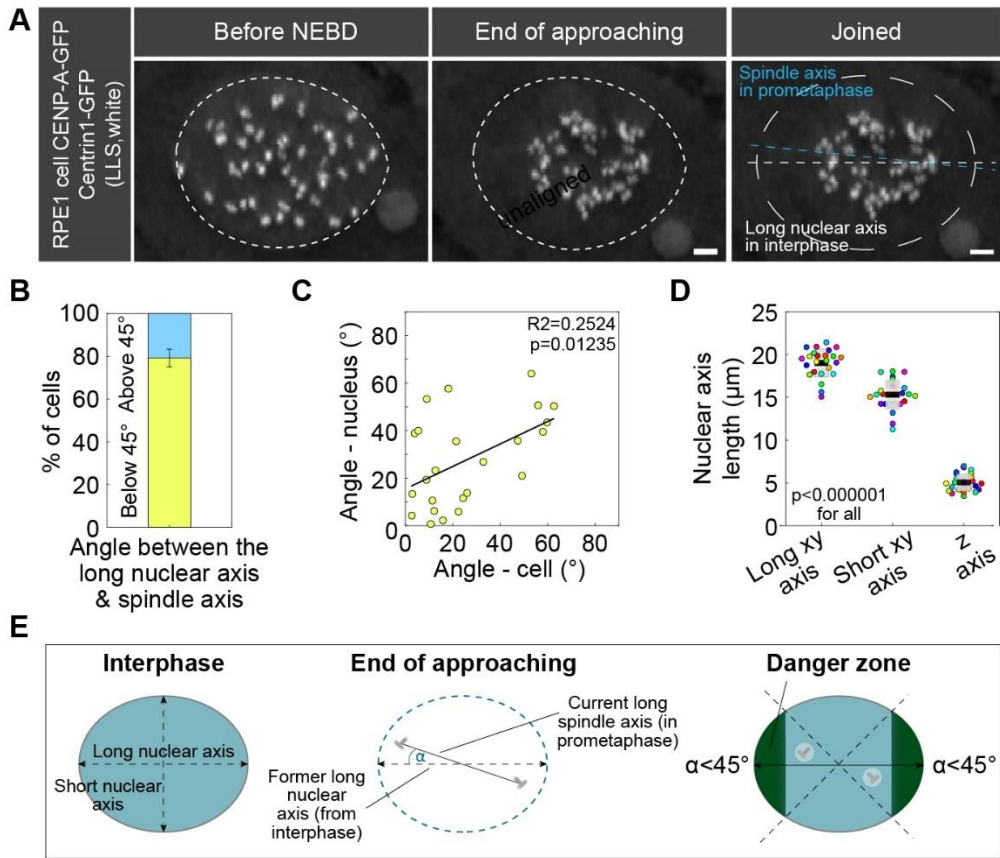 A
RPE1 cell CENP-A-GFP
Centrin1-GFP
(LLS,white)
Before NEBD
End of approaching
Joined
unaligned
Spindle axis
in prometaphase
Long nuclear axis
in interphase
B
% of cells
100
80
60
40
20
0
Below 45° Above 45°
Angle between the
long nuclear axis
& spindle axis
C
Angle - nucleus (°)
80
60
40
20
0
R2=0.2524
p=0.01235
0 20 40 60 80
Angle - cell (°)
D
Nuclear axis
length (µm)
25
20
15
10
5
0
p<0.000001
for all
Long xy
axis
Short xy
axis
z
axis
E
Interphase
Long nuclear axis
Short nuclear
axis
End of approaching
α
Current long
spindle axis (in
prometaphase)
Former long
nuclear
axis (from
interphase)
Danger zone
α<45°
α<45°